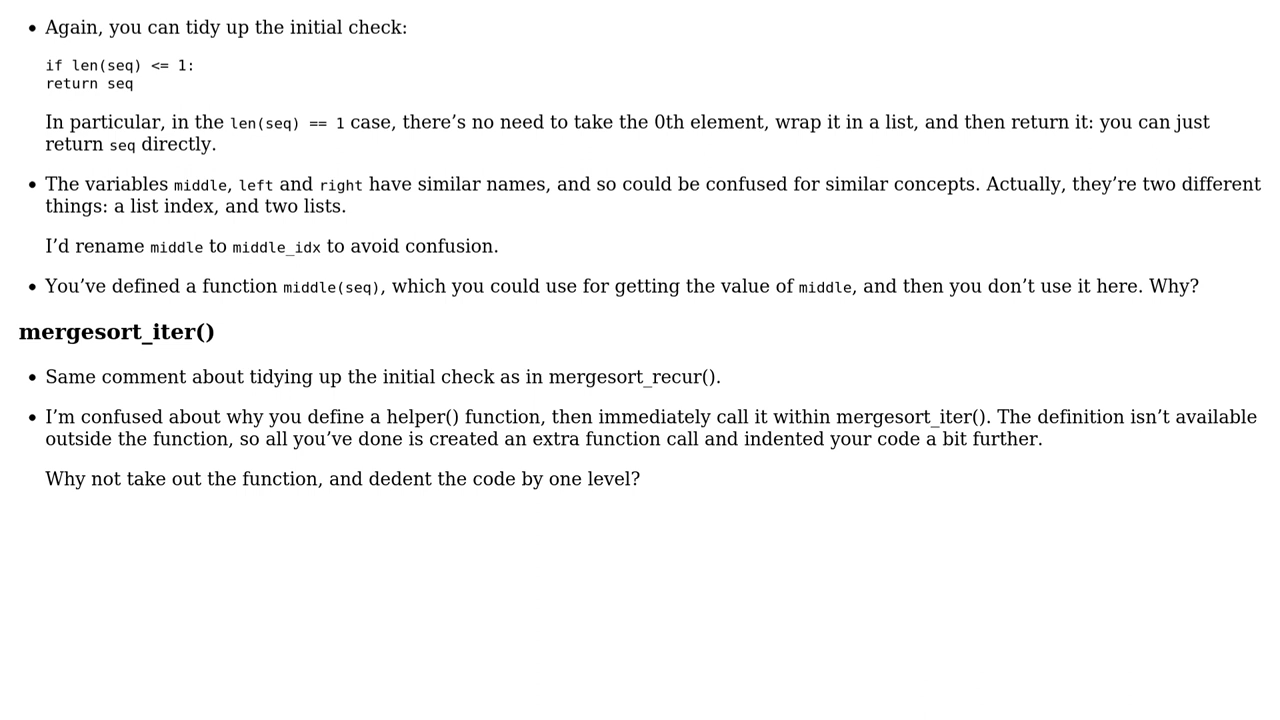 • Again, you can tidy up the initial check:
if len(seq) <= 1:
return seq
In particular, in the len(seq) == 1 case, there’s no need to take the 0th element, wrap it in a list, and then return it: you can just
return seq directly.
• The variables middle, left and right have similar names, and so could be confused for similar concepts. Actually, they’re two different
things: a list index, and two lists.
I’d rename middle to middle_idx to avoid confusion.
• You’ve defined a function middle(seq), which you could use for getting the value of middle, and then you don’t use it here. Why?
mergesort_iter()
• Same comment about tidying up the initial check as in mergesort_recur().
• I’m confused about why you define a helper() function, then immediately call it within mergesort_iter(). The definition isn’t available
outside the function, so all you’ve done is created an extra function call and indented your code a bit further.
Why not take out the function, and dedent the code by one level?